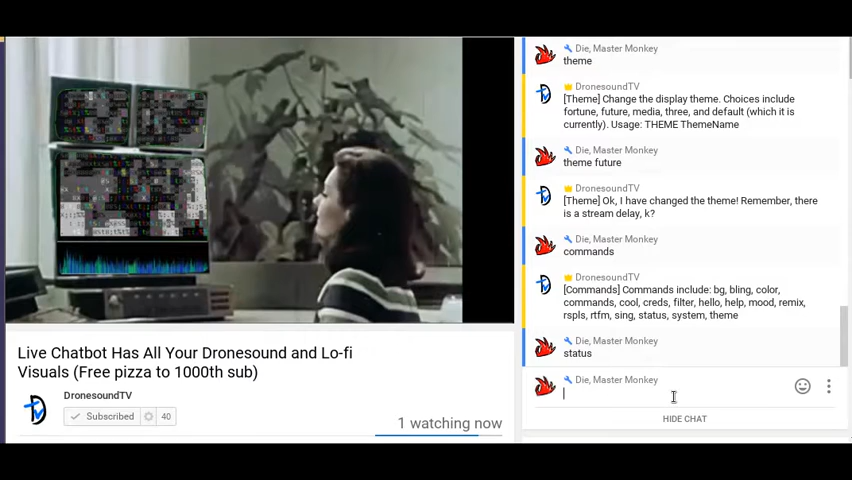 Die, Master Monkey
theme
DronesoundTV
[Theme] Change the display theme. Choices include
fortune, future, media, three, and default (which it is
currently). Usage: THEME ThemeName
Die, Master Monkey
theme future
DronesoundTV
[Theme] Ok, I have changed the theme! Remember, there
is a stream delay, k?
Die, Master Monkey
commands
DronesoundTV
[Commands] Commands include: bg, bling, color,
commands, cool, creds, filter, hello, help, mood, remix,
rspls, rtfm, sing, status, system, theme
Die, Master Monkey
status
Die, Master Monkey
HIDE CHAT
Live Chatbot Has All Your Dronesound and Lo-fi
Visuals (Free pizza to 1000th sub)
DronesoundTV
Subscribed 40
1 watching now